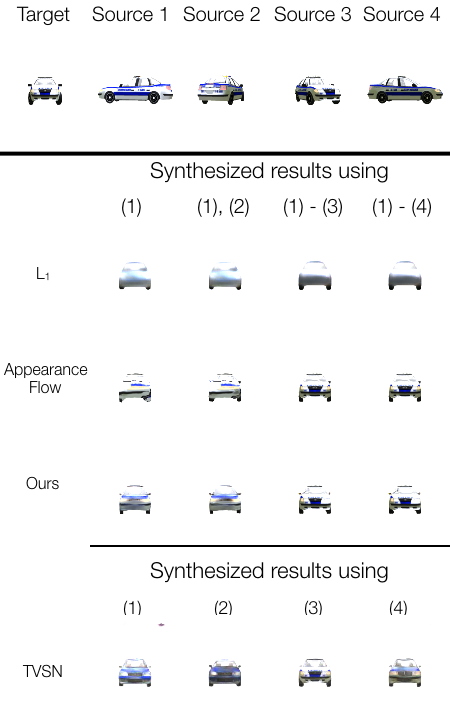 Target Source 1 Source 2 Source 3 Source 4
Synthesized results using
(1) (1), (2) (1) - (3) (1) - (4)
L₁
Appearance
Flow
Ours
Synthesized results using
(1) (2) (3) (4)
TVSN